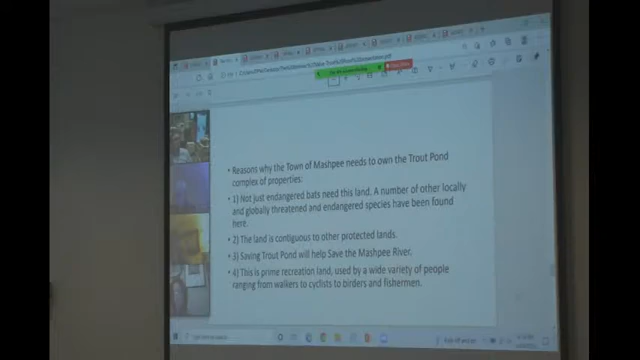 Reasons why the Town of Mashpee needs to own the Trout Pond
complex of properties:
1) Not just endangered bats need this land. A number of other locally
and globally threatened and endangered species have been found
here.
2) The land is contiguous to other protected lands.
3) Saving Trout Pond will help Save the Mashpee River.
4) This is prime recreation land, used by a wide variety of people
ranging from walkers to cyclists to birders and fishermen.